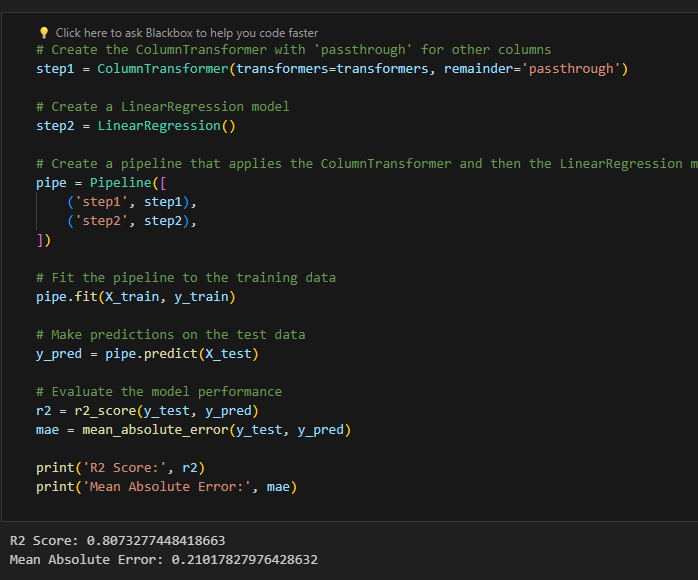 Click here to ask Blackbox to help you code faster
# Create the ColumnTransformer with 'passthrough' for other columns
step1 = ColumnTransformer(transformers=transformers, remainder='passthrough')
# Create a LinearRegression model
step2 = LinearRegression()
# Create a pipeline that applies the ColumnTransformer and then the LinearRegression m
pipe = Pipeline([
    ('step1', step1),
    ('step2', step2),
])
# Fit the pipeline to the training data
pipe.fit(X_train, y_train)
# Make predictions on the test data
y_pred = pipe.predict(X_test)
# Evaluate the model performance
r2 = r2_score(y_test, y_pred)
mae = mean_absolute_error(y_test, y_pred)
print('R2 Score:', r2)
print('Mean Absolute Error:', mae)
R2 Score: 0.8073277448418663
Mean Absolute Error: 0.21017827976428632